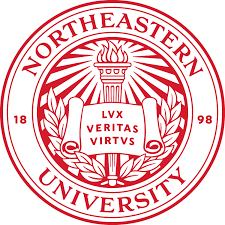 NORTHEASTERN
18 98
LVX
VERITAS
VIRTVS
UNIVERSITY